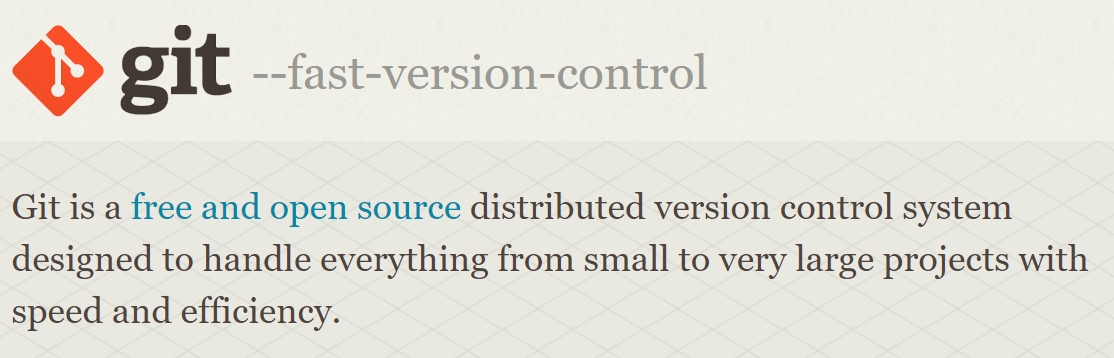 git --fast-version-control
Git is a free and open source distributed version control system
designed to handle everything from small to very large projects with
speed and efficiency.